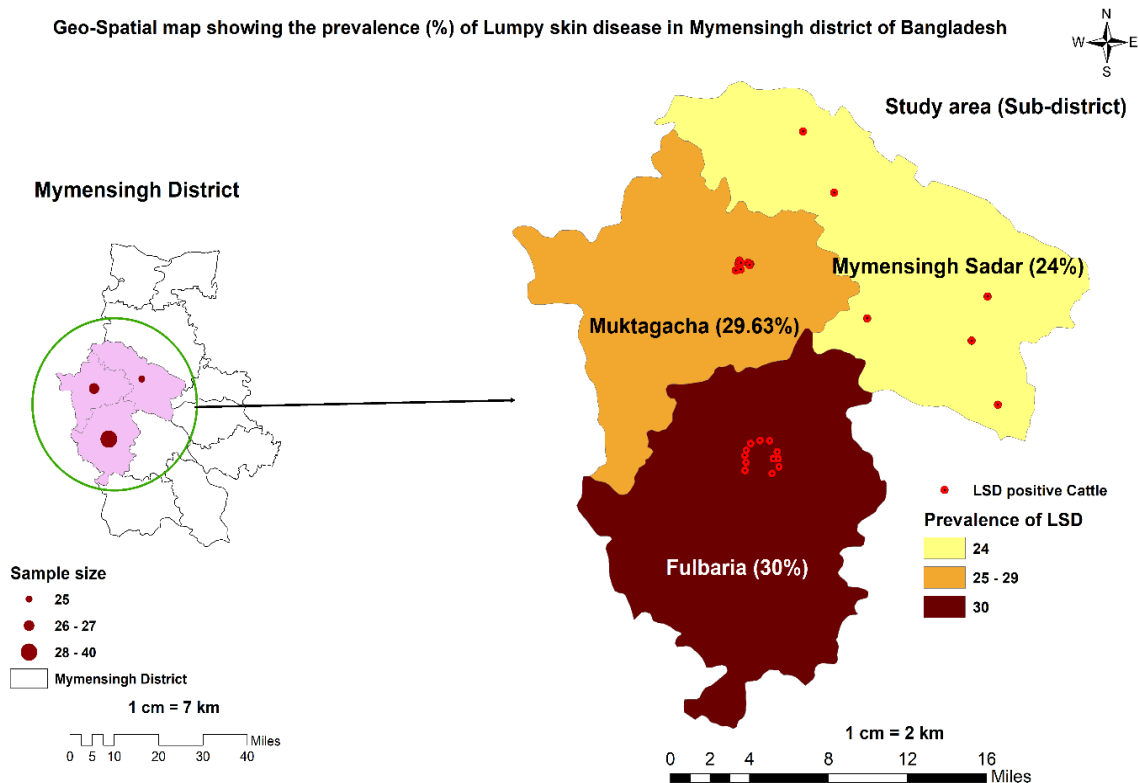 Geo-Spatial map showing the prevalence (%) of Lumpy skin disease in Mymensingh district of Bangladesh
N
W E
S
Study area (Sub-district)
Mymensingh District
Mymensingh Sadar (24%)
Muktagacha (29.63%)
Fulbaria (30%)
LSD positive Cattle
Prevalence of LSD
24
25 - 29
30
Sample size
25
26 - 27
28 - 40
Mymensingh District
1 cm = 7 km
Miles
0 5 10 20 30 40
1 cm = 2 km
0 2 4 8 12 16
Miles